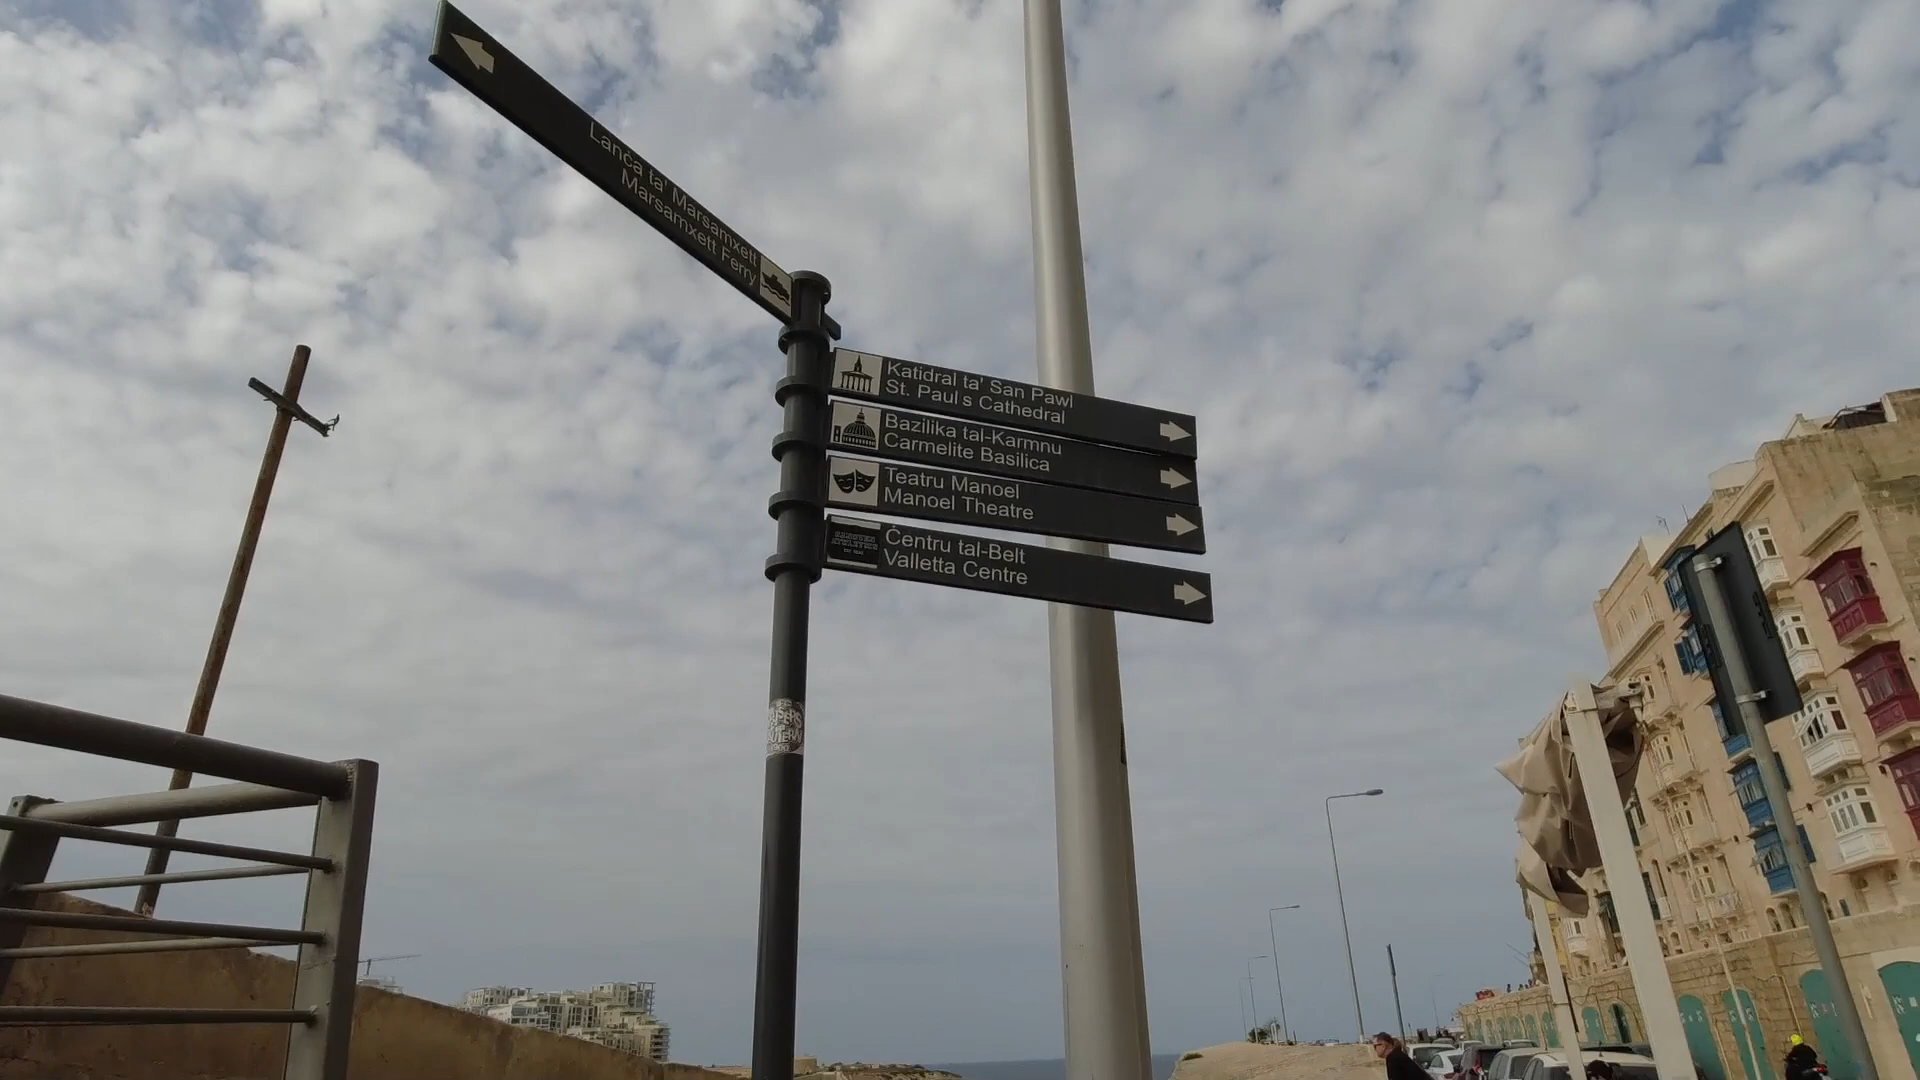 Lanċa ta' Marsamxett
Marsamxett Ferry
Katidral ta' San Pawl
St. Paul s Cathedral
Bazilika tal-Karmnu
Carmelite Basilica
Teatru Manoel
Manoel Theatre
Ċentru tal-Belt
Valletta Centre